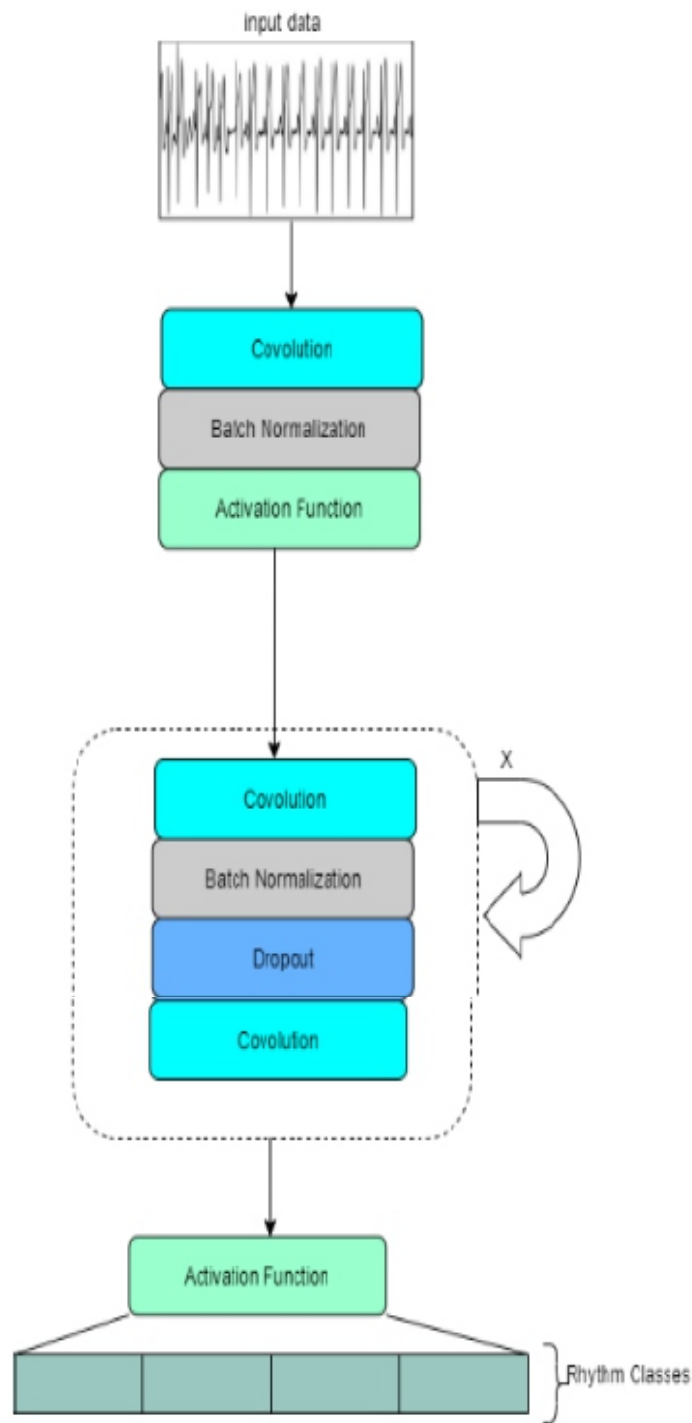 input data
Covolution
Batch Normalization
Activation Function
Covolution
X
Batch Normalization
Dropout
Covolution
Activation Function
Rhythm Classes